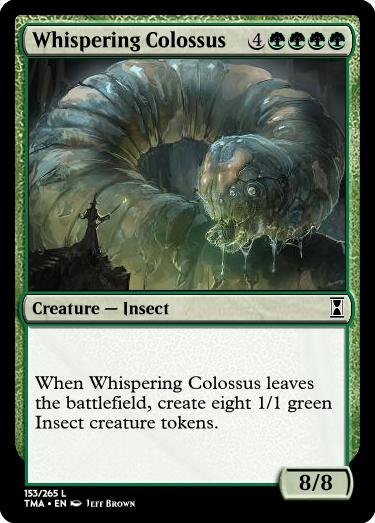 Whispering Colossus 4
Creature — Insect
When Whispering Colossus leaves
the battlefield, create eight 1/1 green
Insect creature tokens.
8/8
153/265 L
TMA • EN Jeff Brown